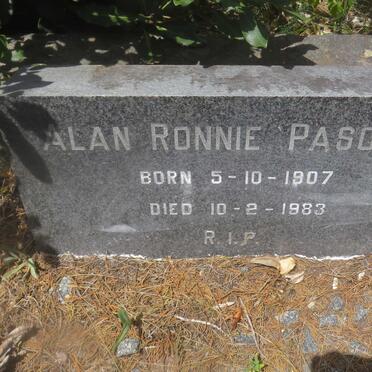 ALAN RONNIE PASC
BORN 5-10-1907
DIED 10-2-1983
R.I.P.